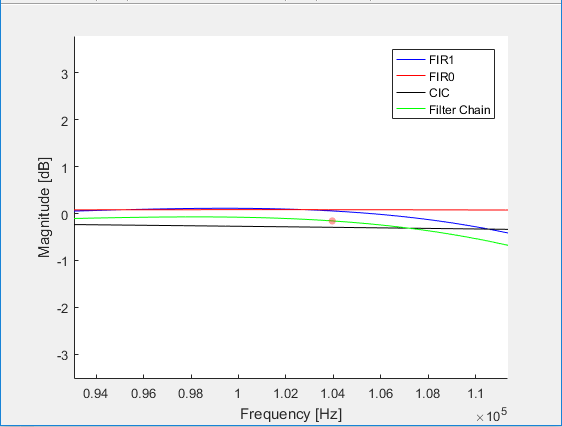 FIR1
FIR0
CIC
Filter Chain
3
2
1
0
-1
-2
-3
Magnitude [dB]
0.94 0.96 0.98 1 1.02 1.04 1.06 1.08 1.1
Frequency [Hz]
×10^5